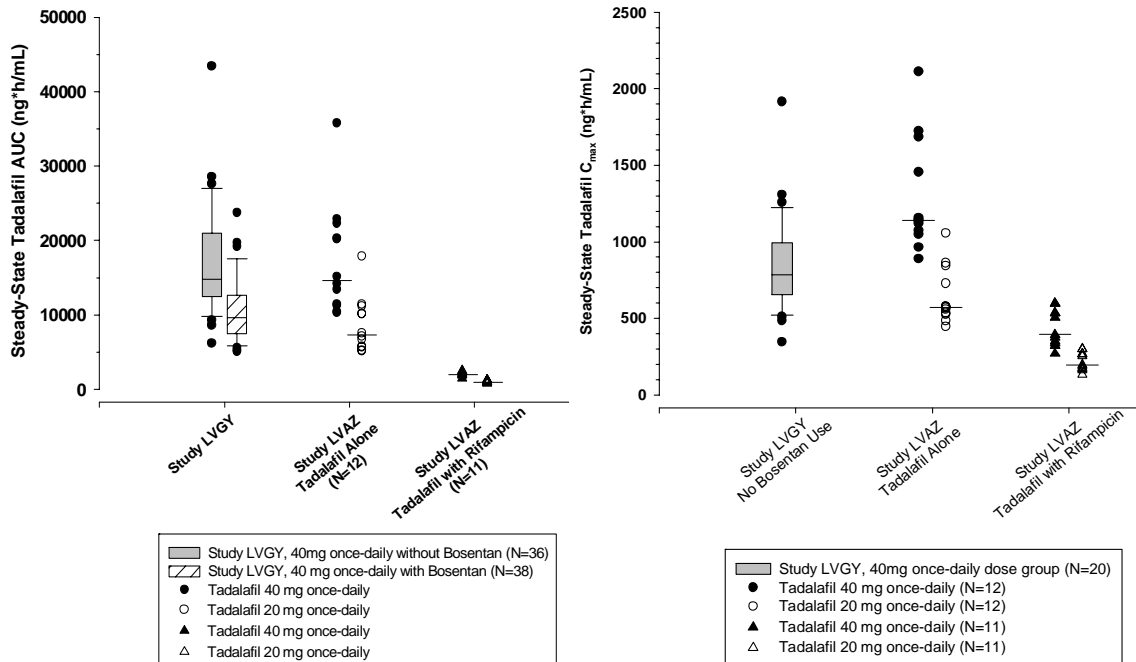 Steady-State Tadalafil AUC (ng*h/mL)
50000
40000
30000
20000
10000
0
Study LVGY
Study LVAZ
Tadalafil Alone
(N=12)
Study LVAZ
Tadalafil with Rifampicin
(N=11)
Study LVGY, 40mg once-daily without Bosentan (N=36)
Study LVGY, 40 mg once-daily with Bosentan (N=38)
Tadalafil 40 mg once-daily
Tadalafil 20 mg once-daily
Tadalafil 40 mg once-daily
Tadalafil 20 mg once-daily
Steady-State Tadalafil Cmax (ng*h/mL)
2500
2000
1500
1000
500
0
Study LVGY
No Bosentan Use
Study LVAZ
Tadalafil Alone
Study LVAZ
Tadalafil with Rifampicin
Study LVGY, 40mg once-daily dose group (N=20)
Tadalafil 40 mg once-daily (N=12)
Tadalafil 20 mg once-daily (N=12)
Tadalafil 40 mg once-daily (N=11)
Tadalafil 20 mg once-daily (N=11)